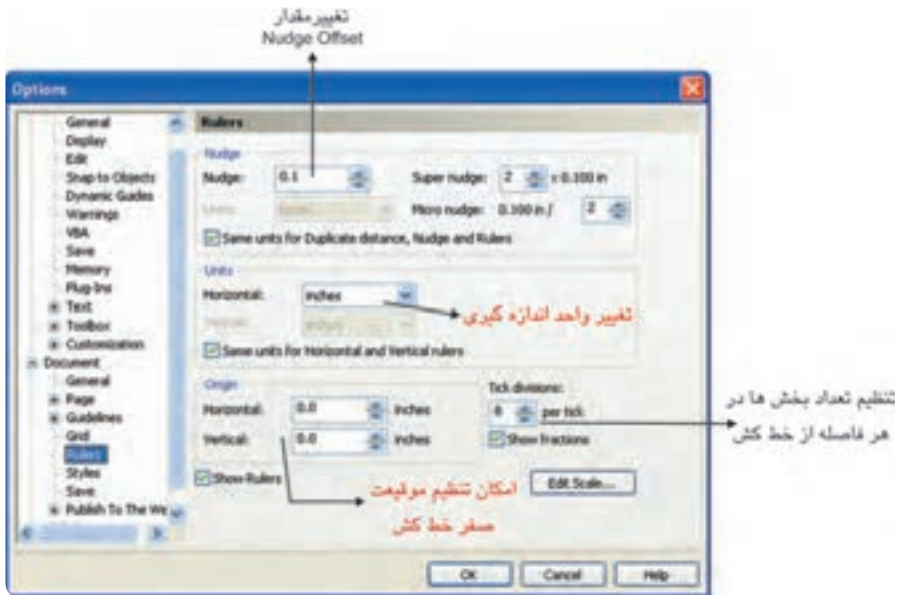 تغییرمقدار
Nudge Offset
Options
General
Display
Edit
Snap to Objects
Dynamic Guides
Warnings
VBA
Save
Memory
Plug-Ins
Text
Toolbox
Customization
Document
General
Page
Guidelines
Grid
Rulers
Styles
Save
Publish To The We
Rulers
Nudge
Nudge: 0.1 Super nudge: 2 x 0.100 in
Units: Micro nudge: 0.100 in / 2
Same units for Duplicate distance, Nudge and Rulers
Units
Horizontal: inches
تغییر واحد اندازه گیری
Vertical: inches
Same units for Horizontal and Vertical rulers
Origin
Horizontal: 0.0 inches
Vertical: 0.0 inches
Tick divisions:
per tick
Show fractions
تنظیم تعداد بخش ها در
هر فاصله از خط کش
Show Rulers
امکان تنظیم موقیعت
صفر خط کش
Edit Scale...
OK Cancel Help